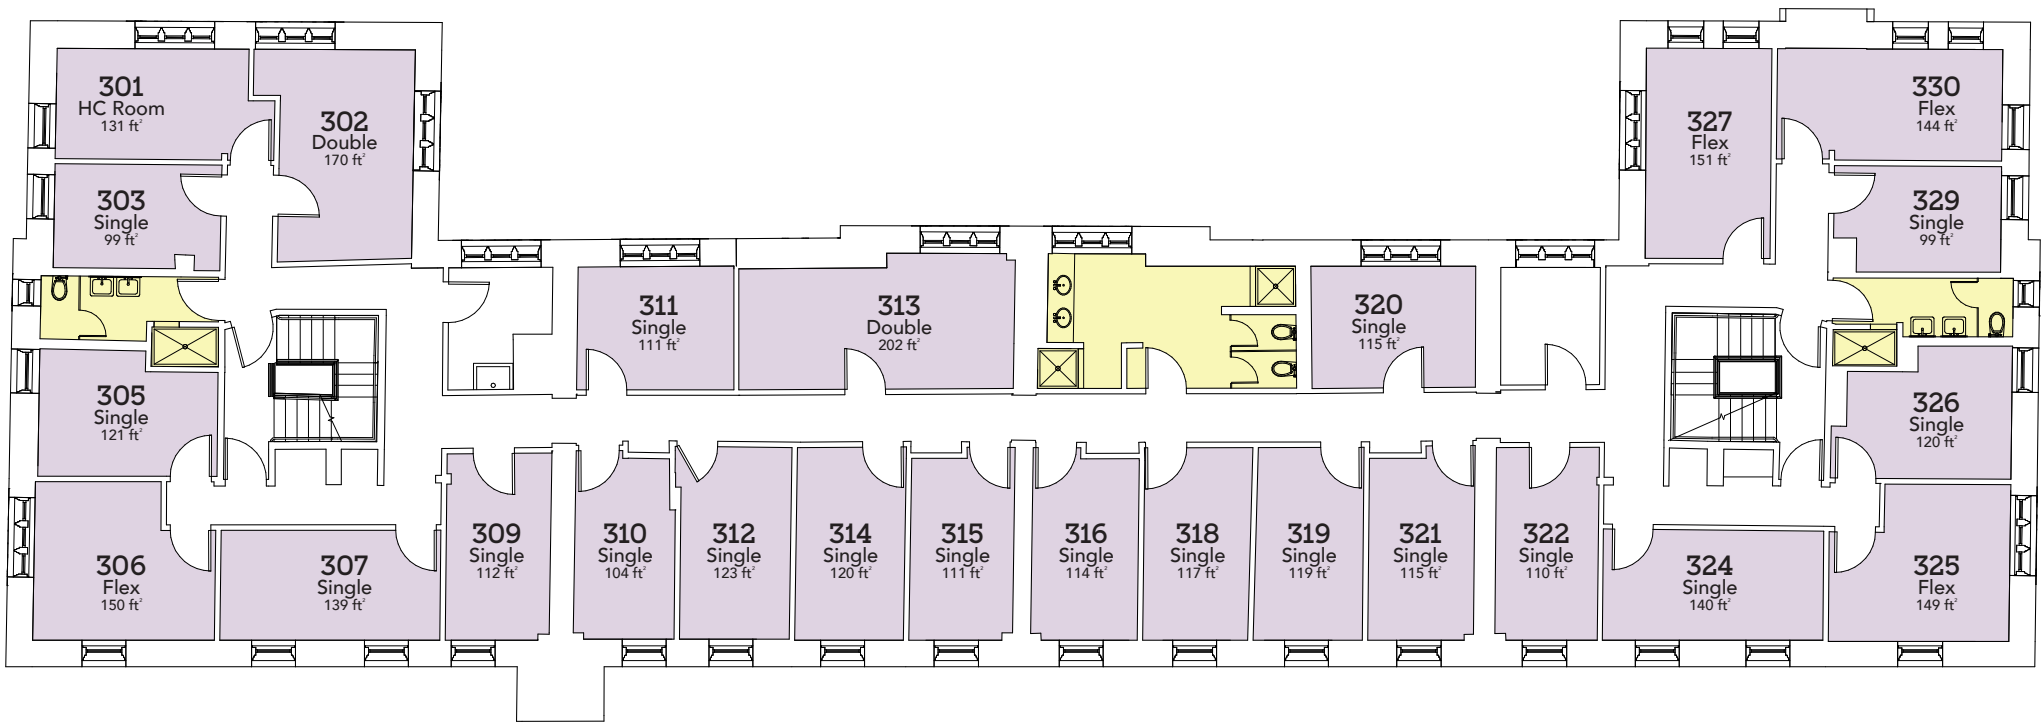 301
HC Room
131 ft²
302
Double
170 ft²
303
Single
99 ft²
305
Single
121 ft²
306
Flex
150 ft²
307
Single
139 ft²
309
Single
112 ft²
310
Single
104 ft²
311
Single
111 ft²
312
Single
123 ft²
313
Double
202 ft²
314
Single
120 ft²
315
Single
111 ft²
316
Single
114 ft²
318
Single
117 ft²
319
Single
119 ft²
320
Single
115 ft²
321
Single
115 ft²
322
Single
110 ft²
324
Single
140 ft²
325
Flex
149 ft²
326
Single
120 ft²
327
Flex
151 ft²
329
Single
99 ft²
330
Flex
144 ft²